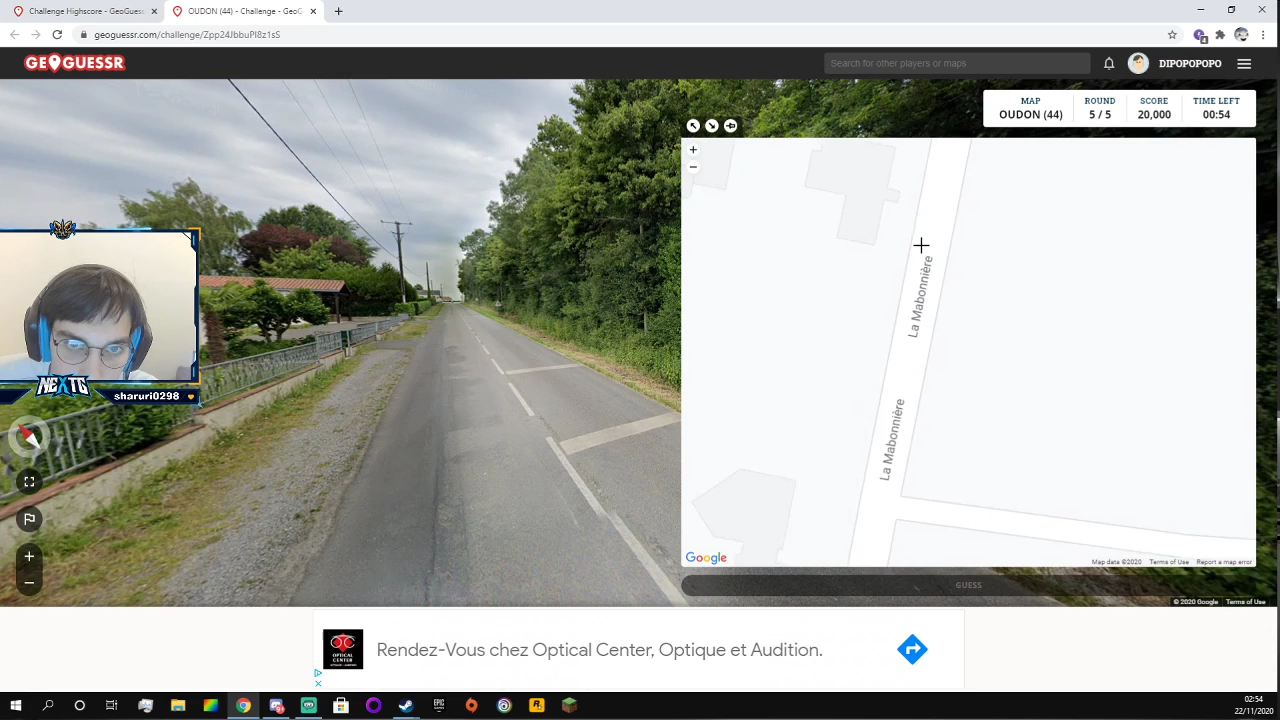 Challenge Highscore - GeoGuess
OUDON (44) - Challenge - GeoG
geoguessr.com/challenge/Zpp24JbbuPl8z1sS
GEOGUESSR
Search for other players or maps
DIPOPOPOPO
MAP
OUDON (44)
ROUND
5 / 5
SCORE
20,000
TIME LEFT
00:54
La Mabonnière
La Mabonnière
NEXTG
sharuri0298
Google
Map data ©2020
Terms of Use
Report a map error
GUESS
© 2020 Google
Terms of Use
OPTICAL CENTER
Rendez-Vous chez Optical Center, Optique et Audition.
EPIC
02:54
22/11/2020